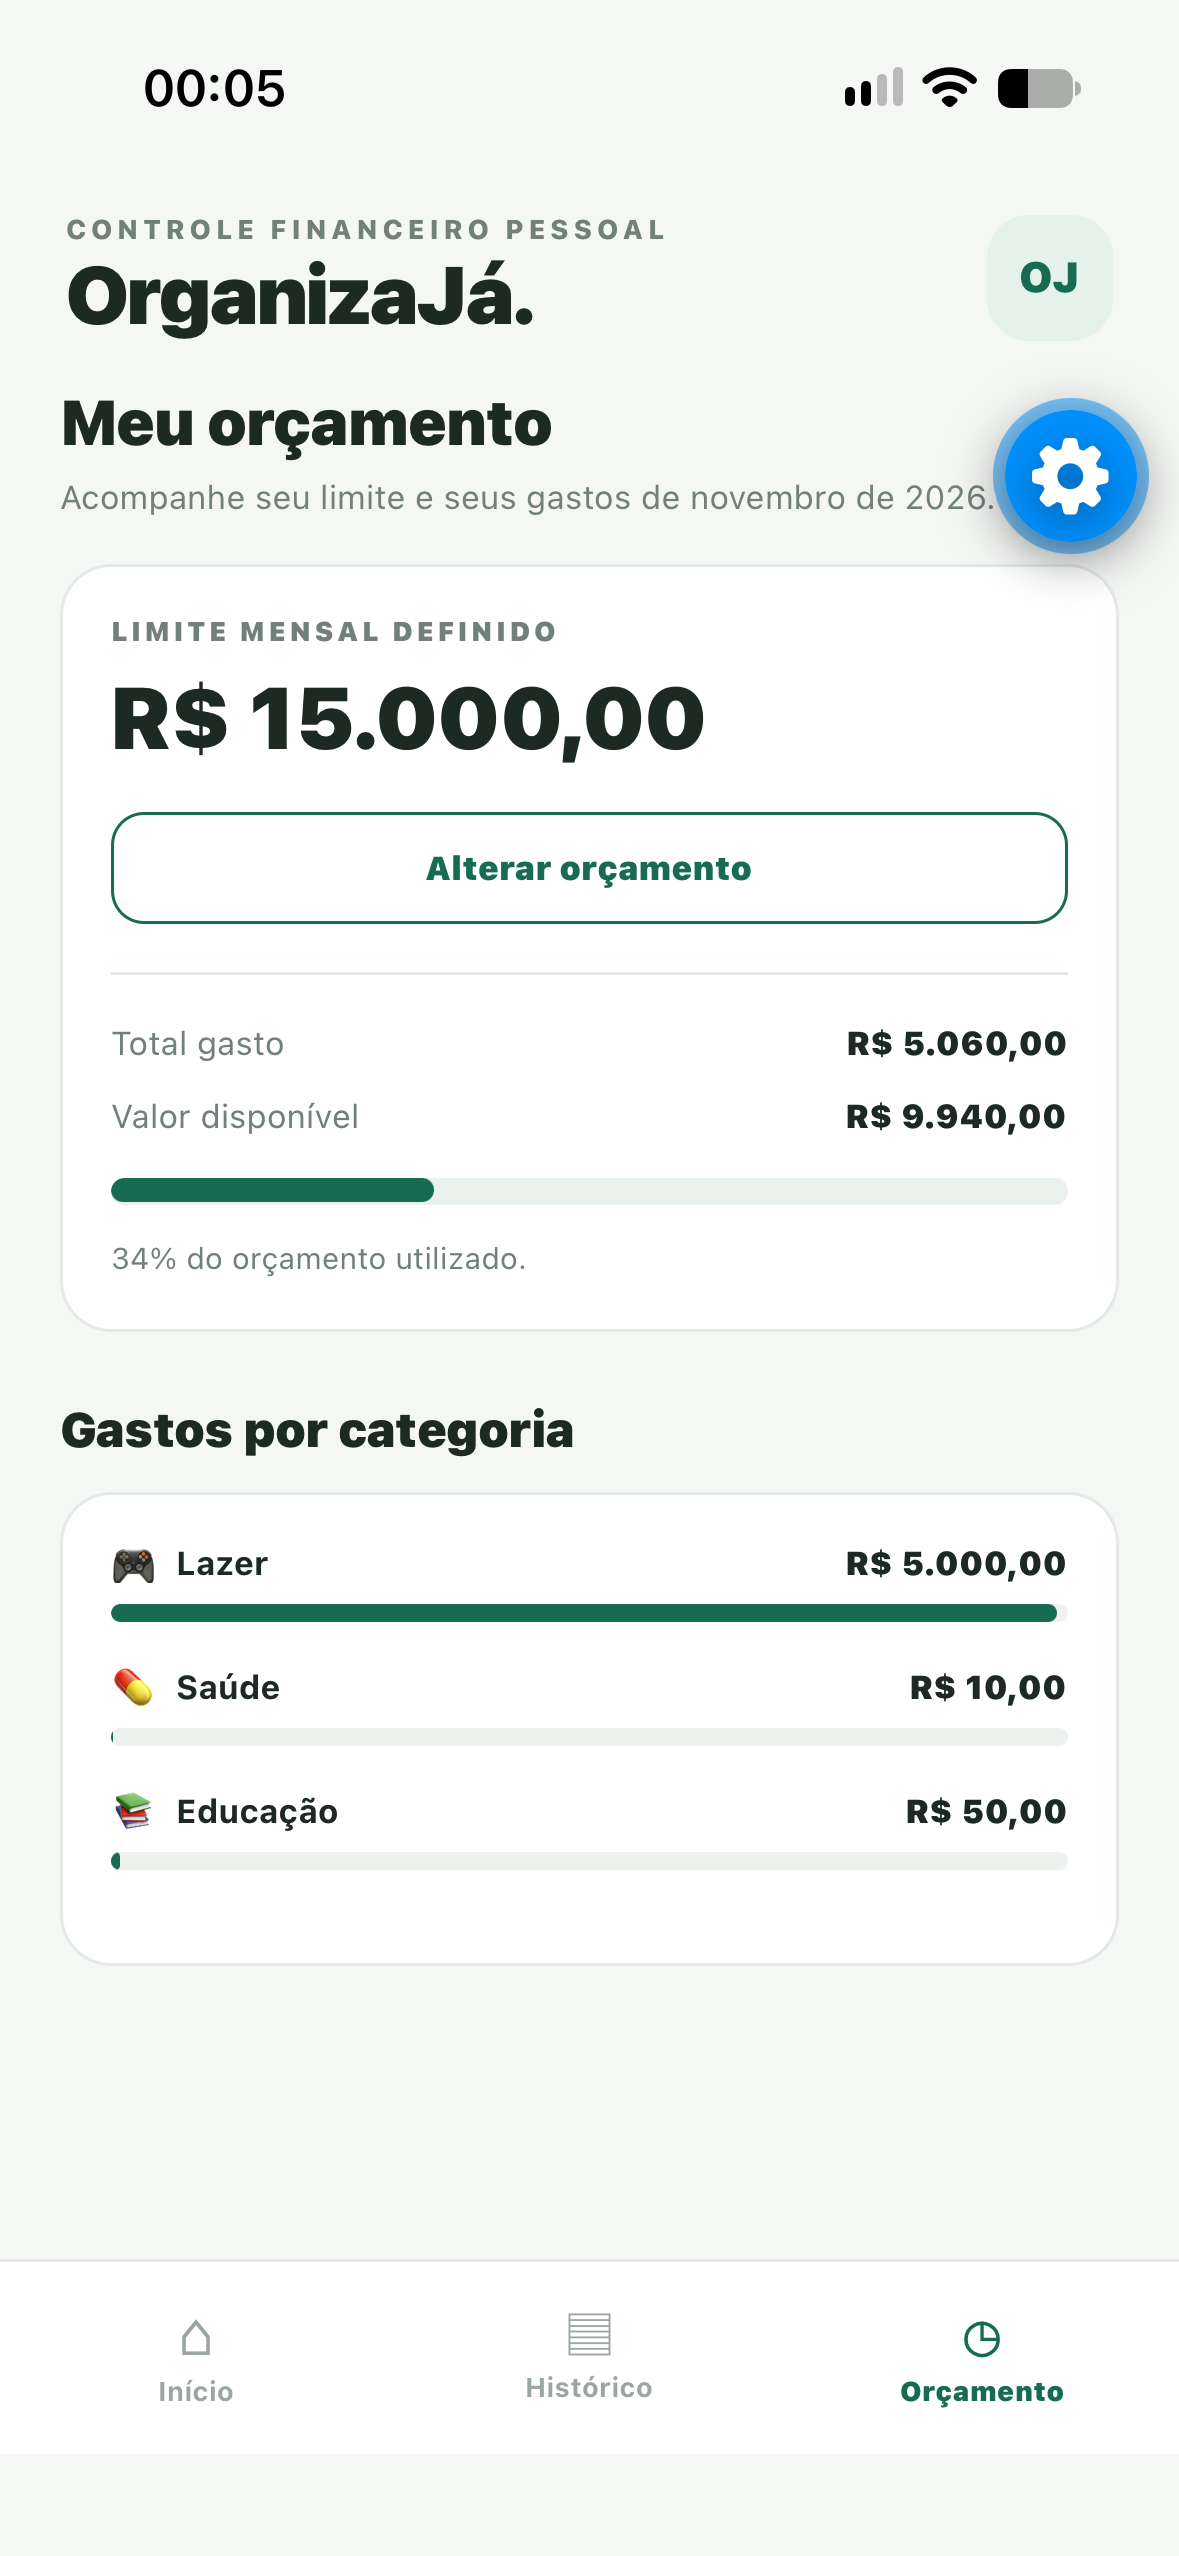 00:05
CONTROLE FINANCEIRO PESSOAL
OrganizaJá.
OJ
Meu orçamento
Acompanhe seu limite e seus gastos de novembro de 2026.
LIMITE MENSAL DEFINIDO
R$ 15.000,00
Alterar orçamento
Total gasto R$ 5.060,00
Valor disponível R$ 9.940,00
34% do orçamento utilizado.
Gastos por categoria
Lazer R$ 5.000,00
Saúde R$ 10,00
Educação R$ 50,00
Início Histórico Orçamento